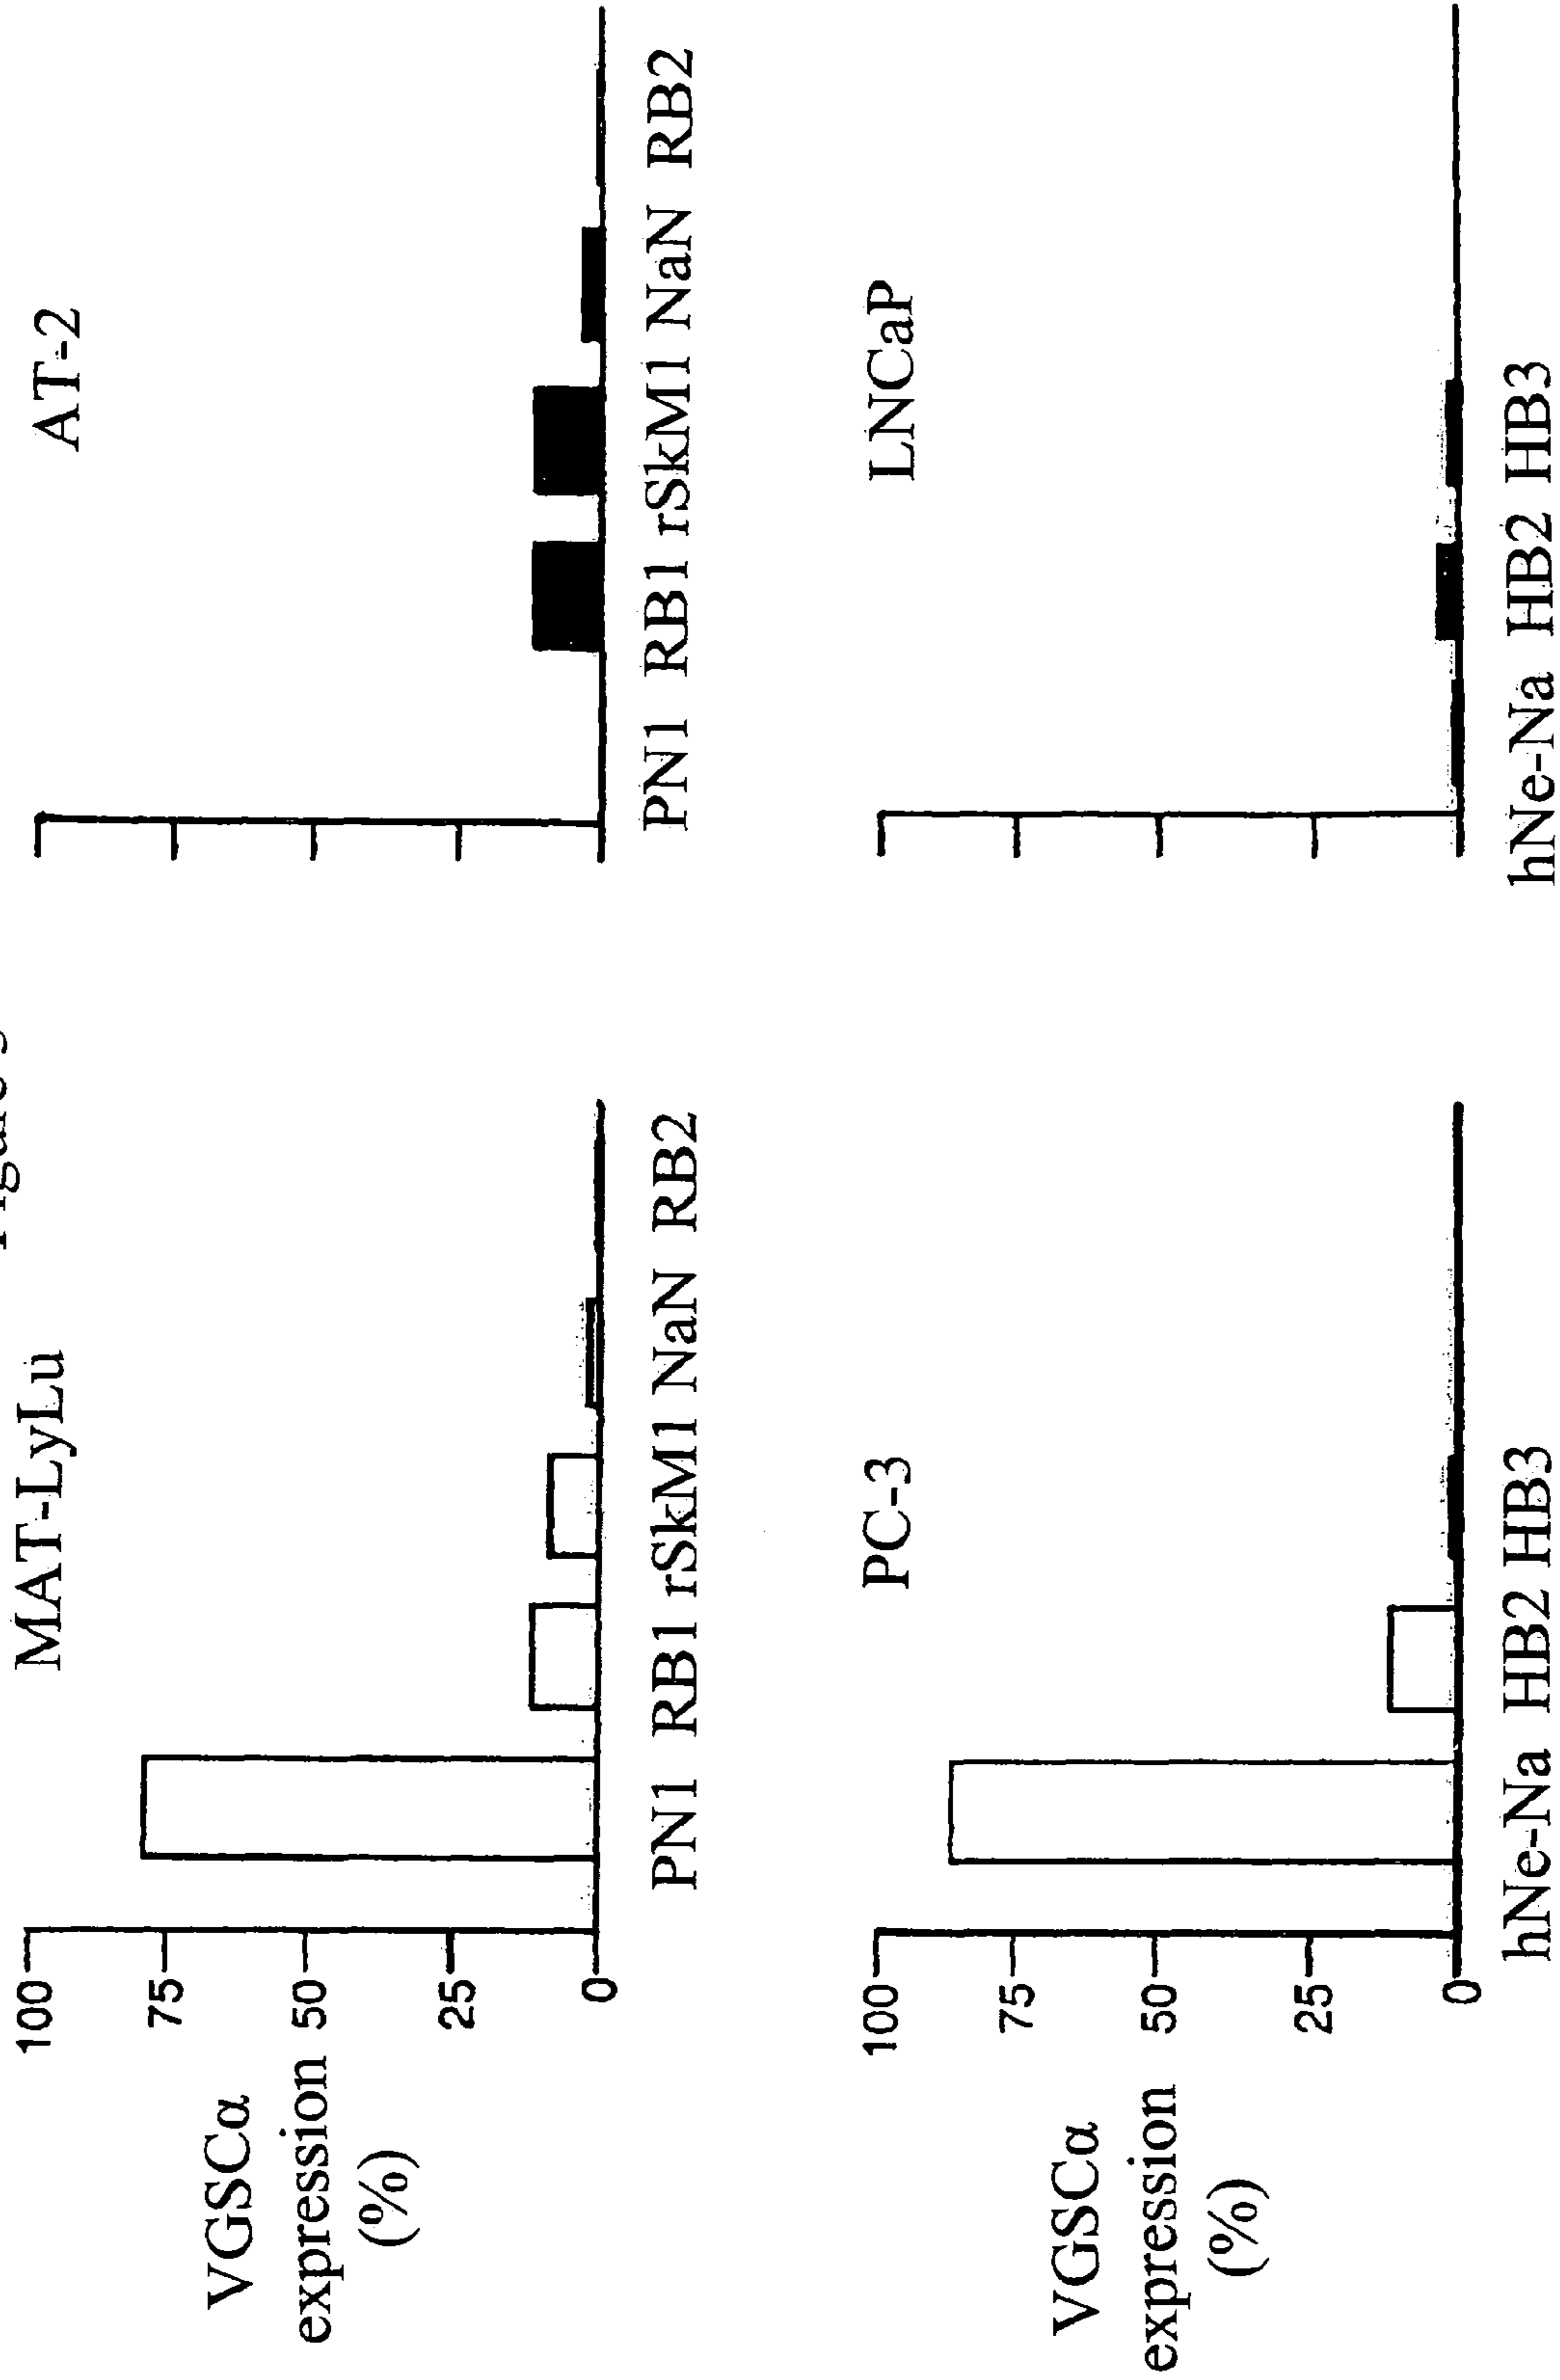 MAT-LyLu
AT-2
VGSCα
expression
(%)
100
75
50
25
0
PN1 RB1 rSkM1 NaN RB2
PN1 RB1 rSkM1 NaN RB2
PC-3
LNCaP
VGSCα
expression
(%)
100
75
50
25
0
hNe-Na HB2 HB3
hNe-Na HB2 HB3